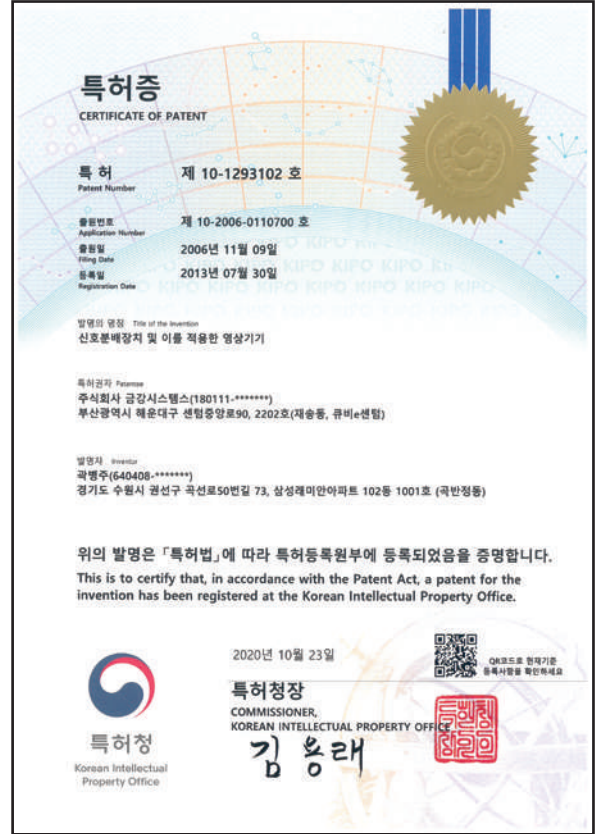 특허증
CERTIFICATE OF PATENT
특 허 제 10-1293102 호
Patent Number
출원번호 제 10-2006-0110700 호
Application Number
출원일 2006년 11월 09일
Filing Date
등록일 2013년 07월 30일
Registration Date
발명의 명칭 Title of the Invention
신호분배장치 및 이를 적용한 영상기기
특허권자 Patentee
주식회사 금강시스템스(180111-*******)
부산광역시 해운대구 센텀중앙로90, 2202호(재송동, 큐비e센텀)
발명자 Inventor
곽병주(640408-*******)
경기도 수원시 권선구 곡선로50번길 73, 삼성래미안아파트 102동 1001호 (곡반정동)
위의 발명은 「특허법」에 따라 특허등록원부에 등록되었음을 증명합니다.
This is to certify that, in accordance with the Patent Act, a patent for the
invention has been registered at the Korean Intellectual Property Office.
2020년 10월 23일
QR코드로 현재기준
등록사항을 확인하세요
특허청장
COMMISSIONER,
KOREAN INTELLECTUAL PROPERTY OFFICE
김용래
특허청
Korean Intellectual
Property Office